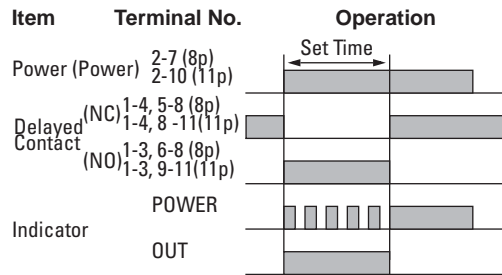 Item Terminal No. Operation
Set Time
Power (Power) 2-7 (8p)
2-10 (11p)
Delayed Contact (NC) 1-4, 5-8 (8p)
1-4, 8 -11(11p)
(NO) 1-3, 6-8 (8p)
1-3, 9-11(11p)
Indicator POWER
OUT